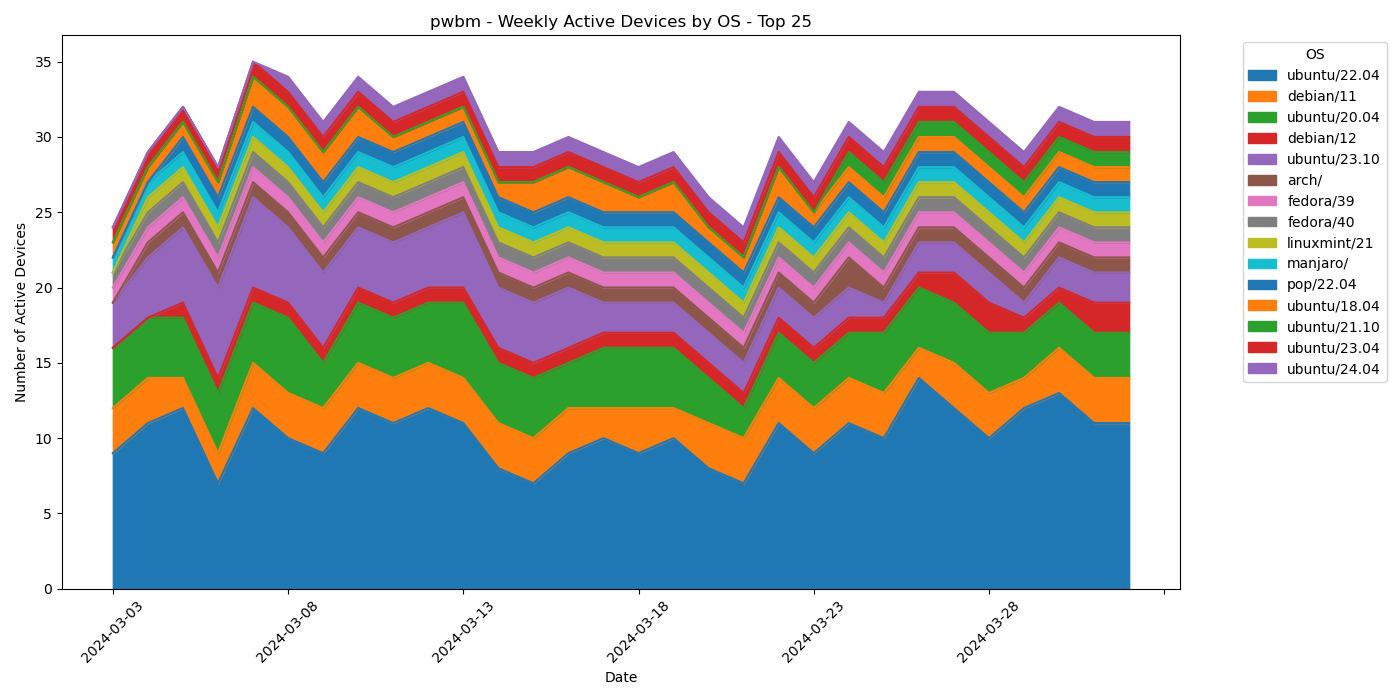 pwbm - Weekly Active Devices by OS - Top 25
Number of Active Devices
35
30
25
20
15
10
5
0
2024-03-03
2024-03-08
2024-03-13
2024-03-18
2024-03-23
2024-03-28
Date
OS
ubuntu/22.04
debian/11
ubuntu/20.04
debian/12
ubuntu/23.10
arch/
fedora/39
fedora/40
linuxmint/21
manjaro/
pop/22.04
ubuntu/18.04
ubuntu/21.10
ubuntu/23.04
ubuntu/24.04